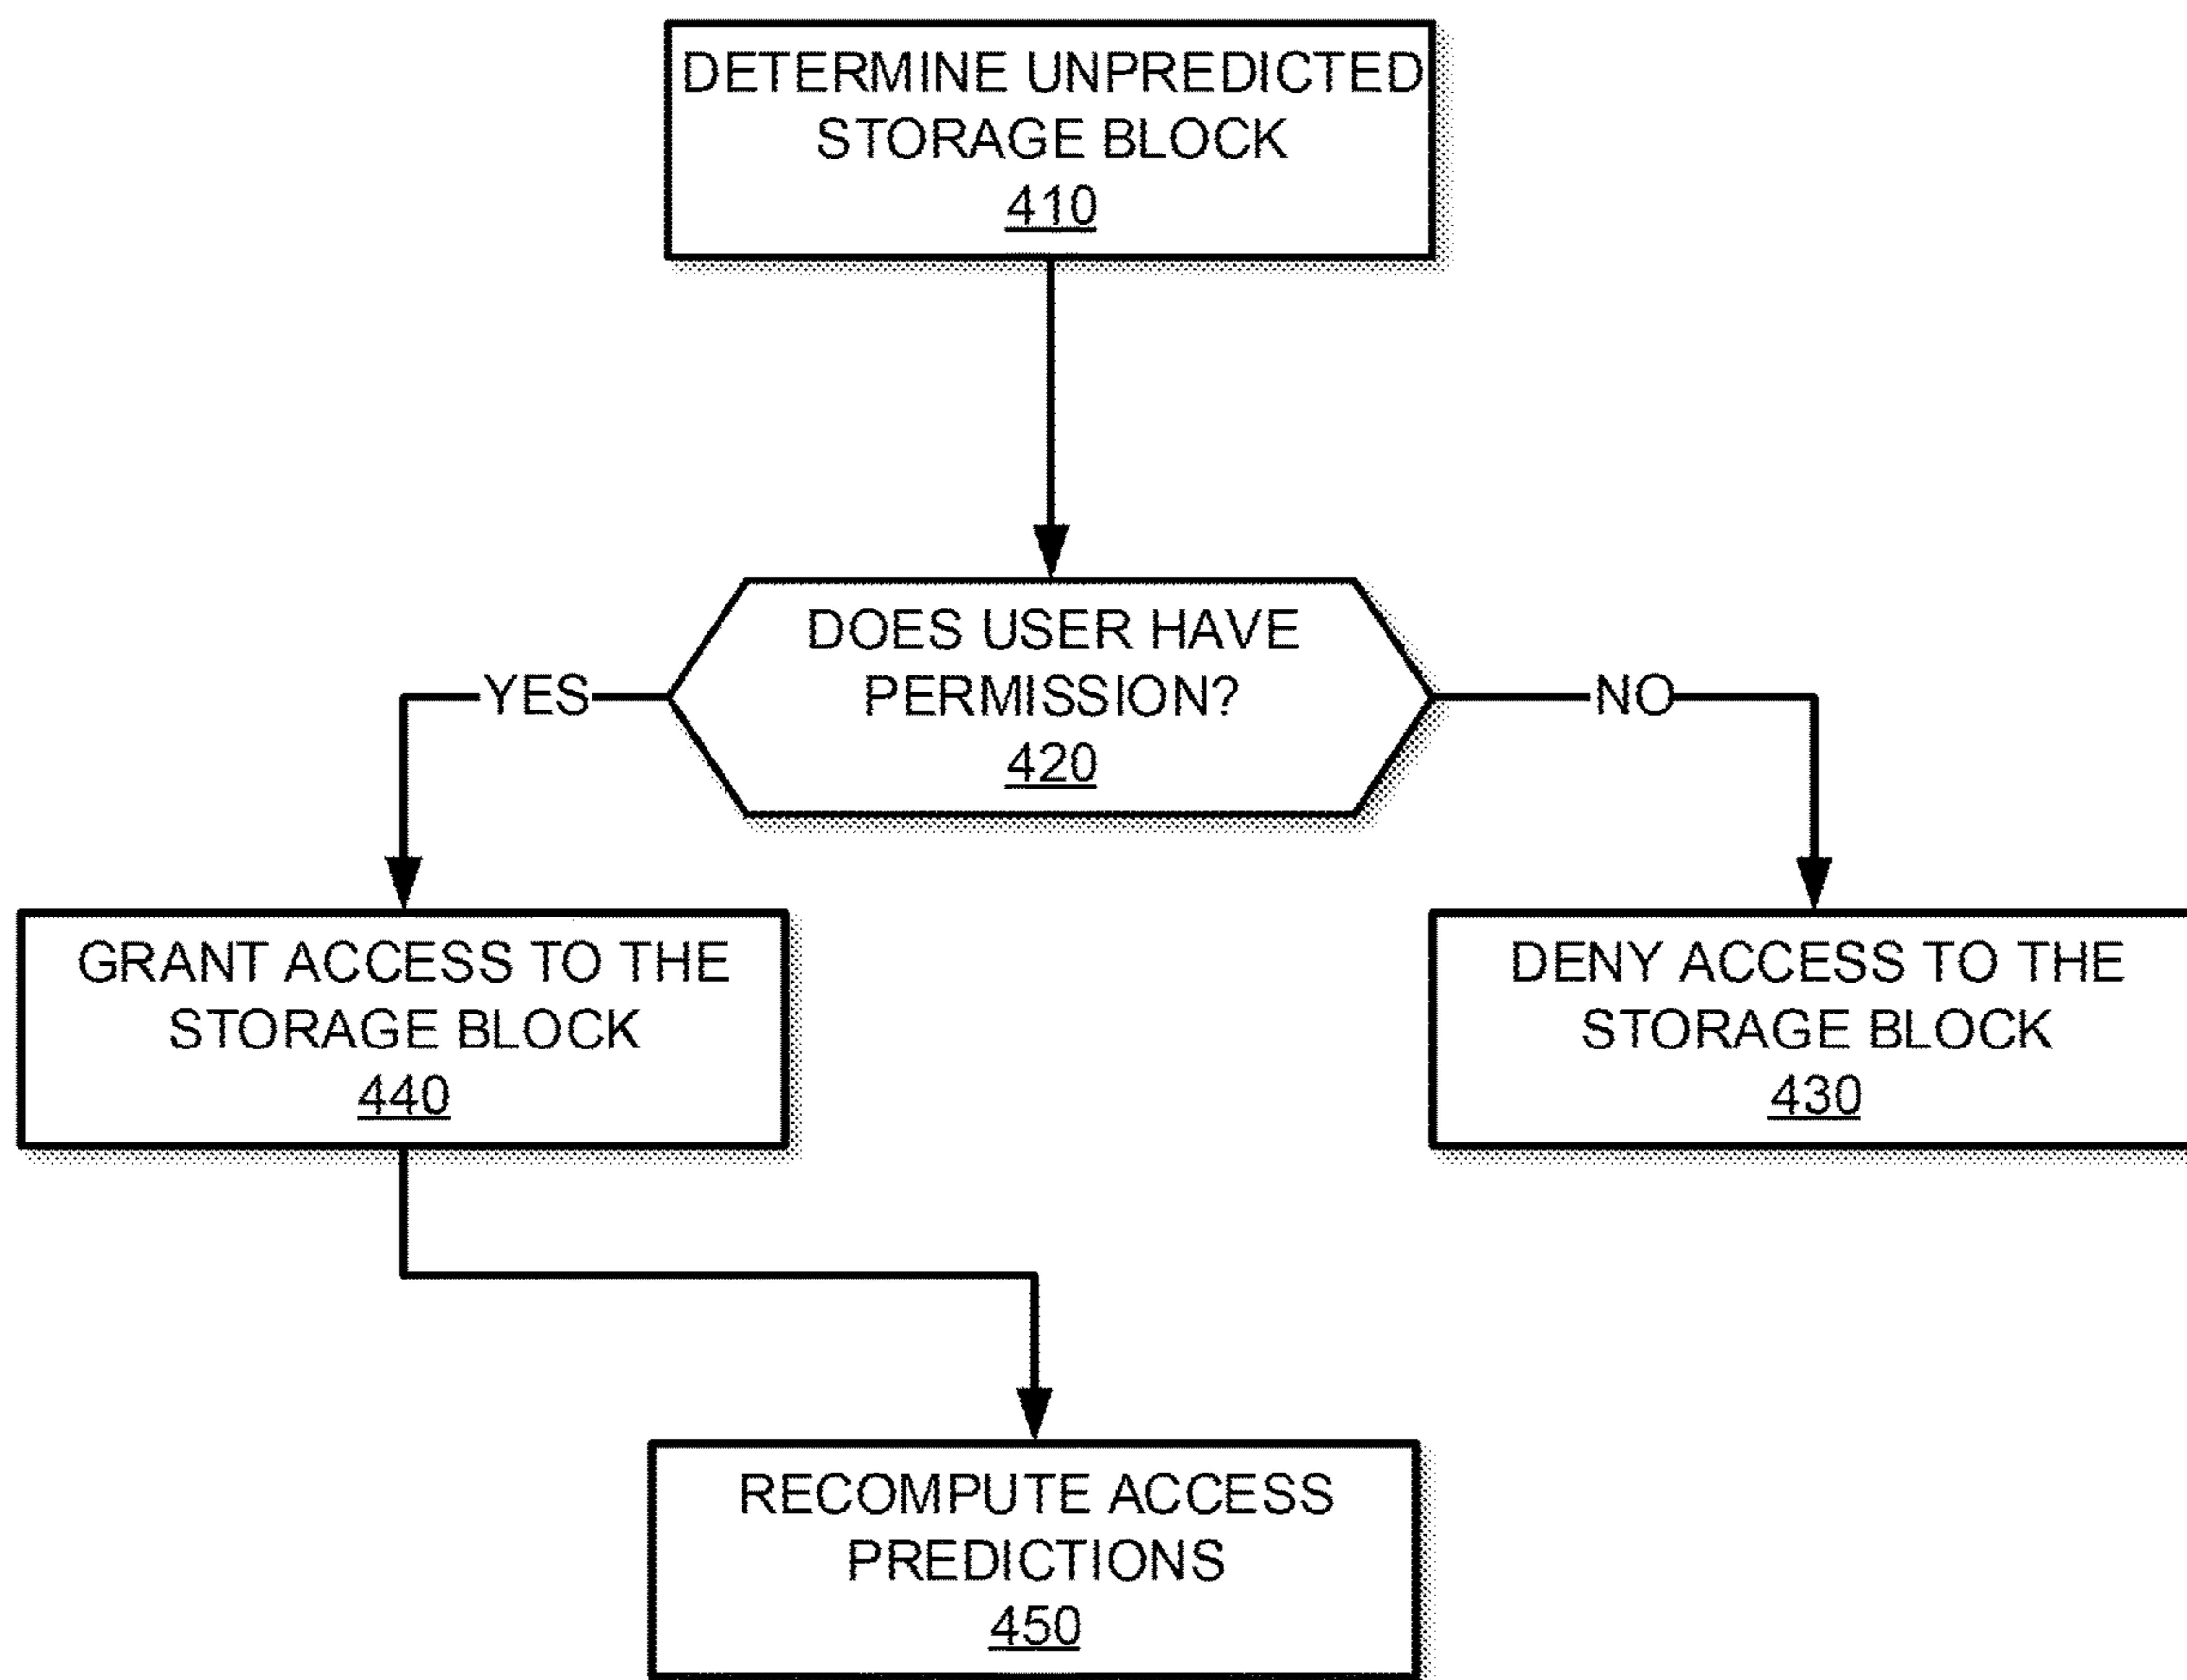 DETERMINE UNPREDICTED
STORAGE BLOCK
410
DOES USER HAVE
PERMISSION?
420
YES
NO
GRANT ACCESS TO THE
STORAGE BLOCK
440
DENY ACCESS TO THE
STORAGE BLOCK
430
RECOMPUTE ACCESS
PREDICTIONS
450